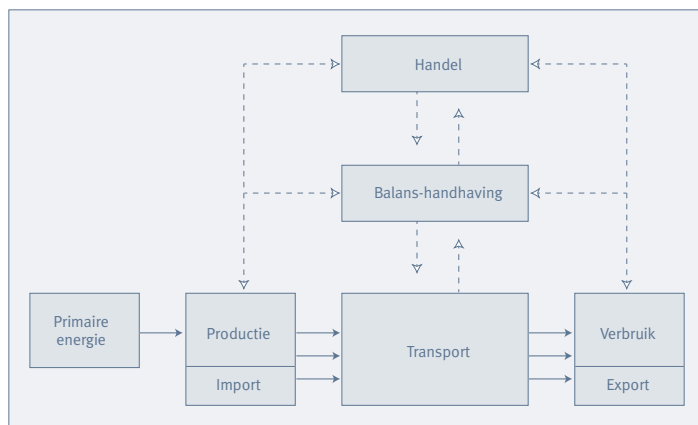 Handel
Balans-handhaving
Primaire
energie
Productie
Import
Transport
Verbruik
Export